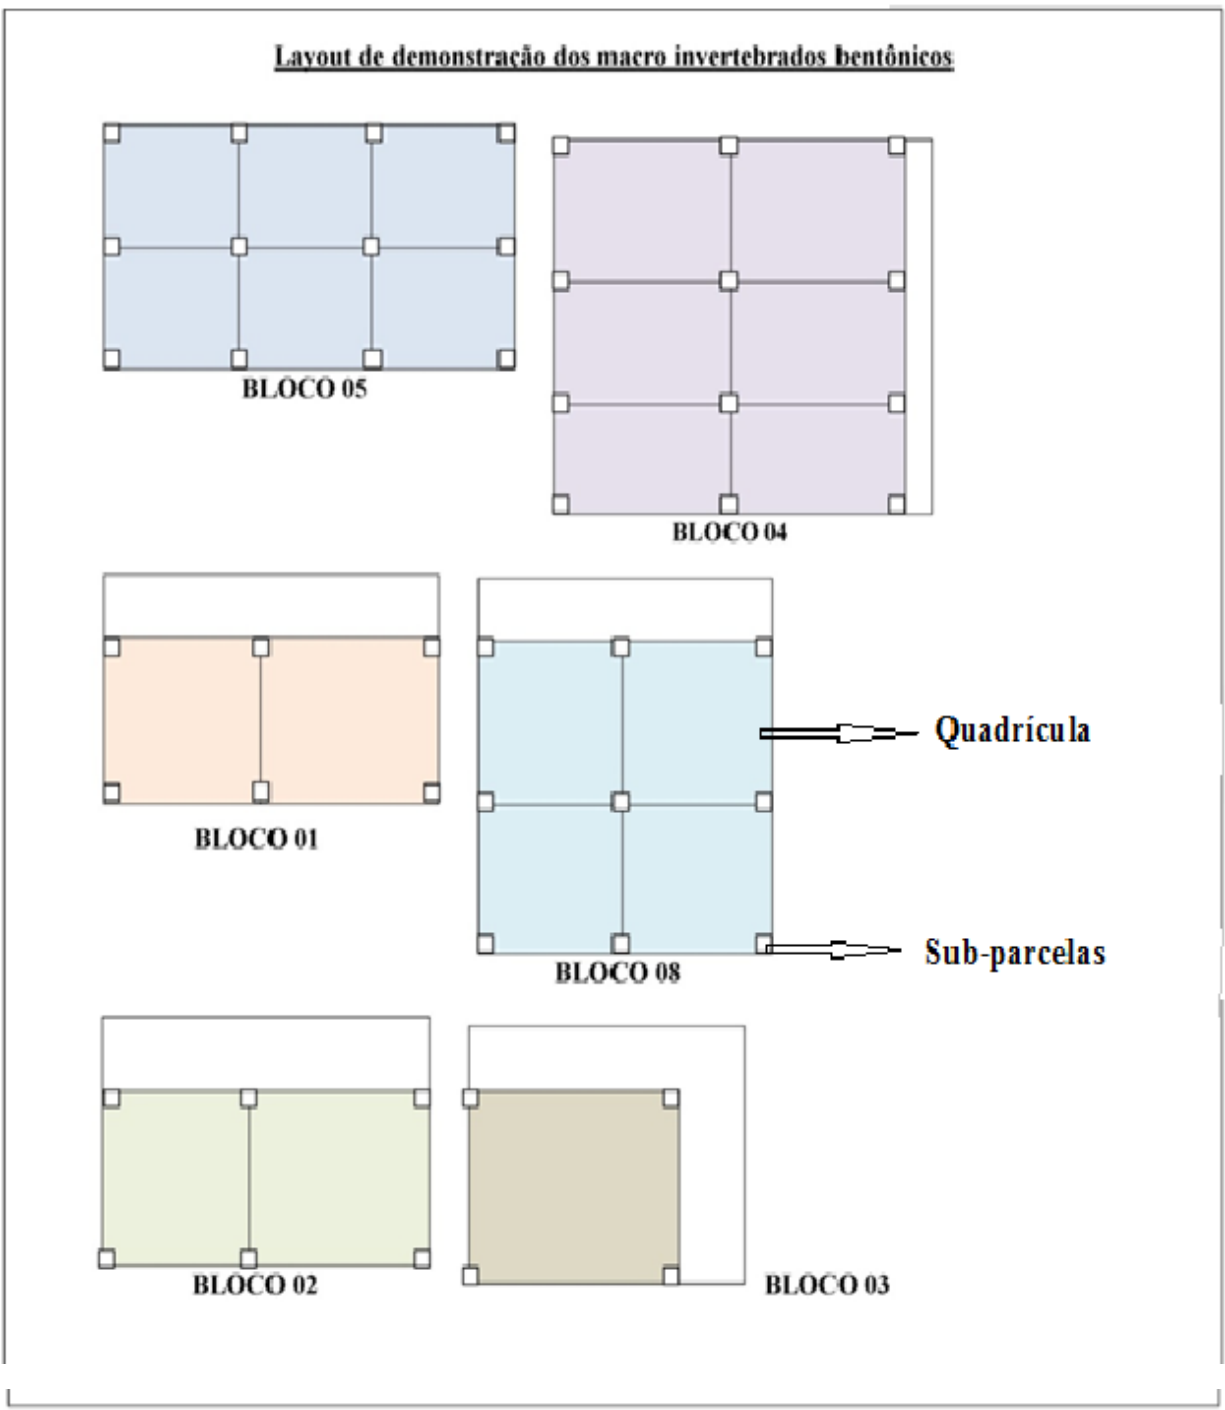 Layout de demonstração dos macro invertebrados bentônicos
BLOCO 05
BLOCO 04
BLOCO 01
Quadrícula
BLOCO 08
Sub-parcelas
BLOCO 02
BLOCO 03